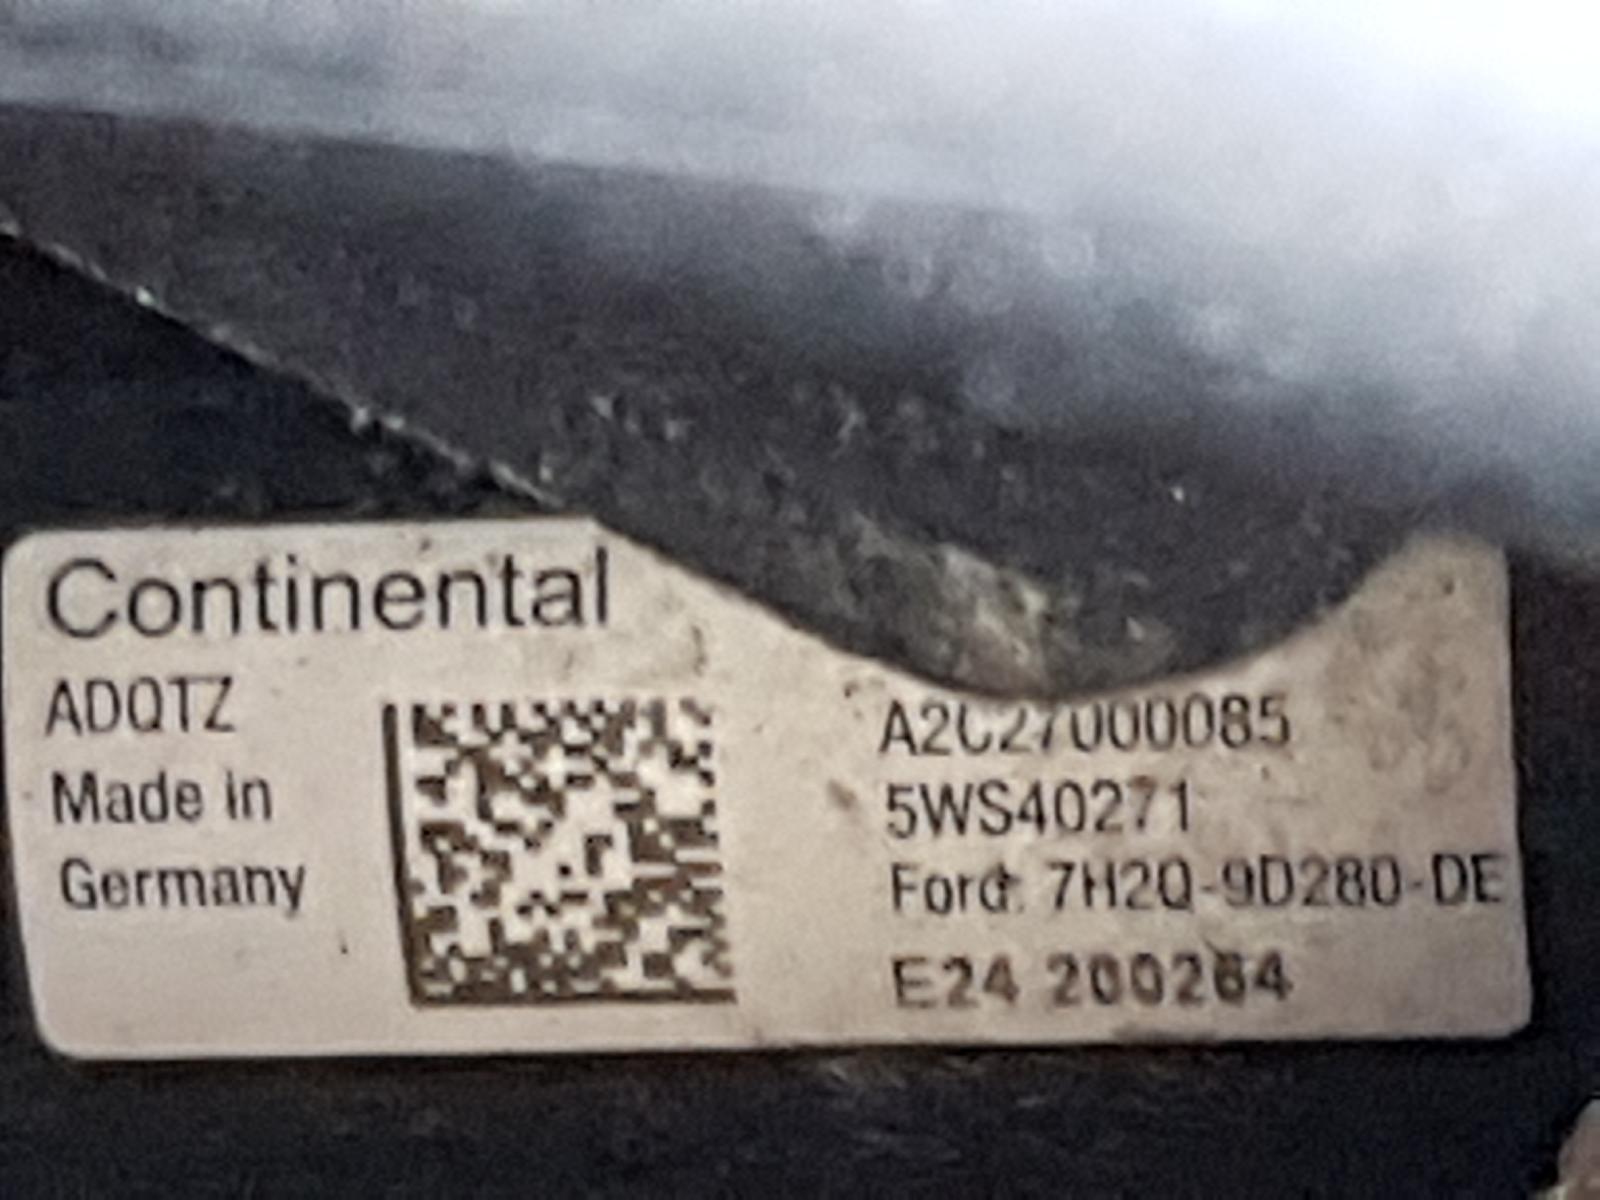 Continental
ADQTZ
Made in
Germany
A2C27000085
5WS40271
Ford: 7H2Q-9D280-DE
E24 200264